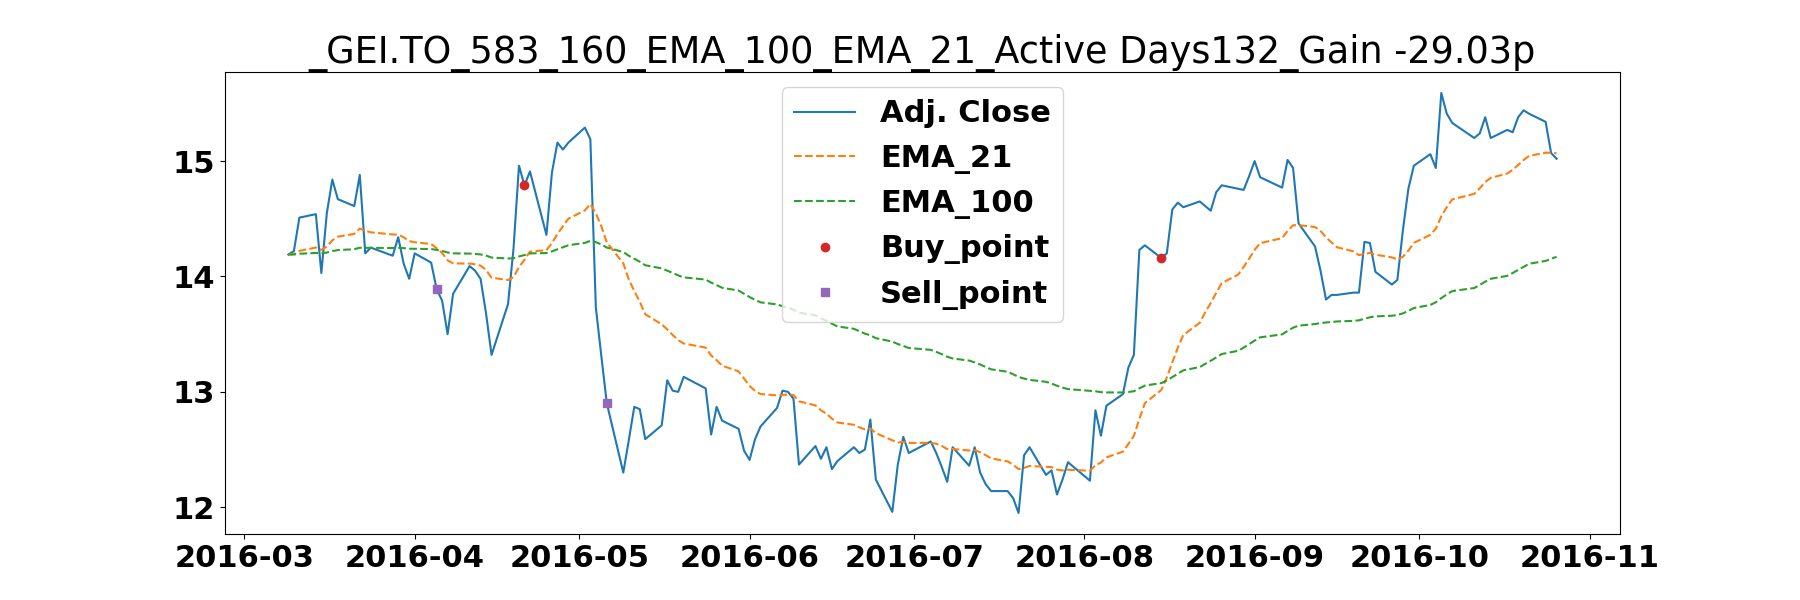 _GEI.TO_583_160_EMA_100_EMA_21_Active Days132_Gain -29.03p
Adj. Close
EMA_21
EMA_100
Buy_point
Sell_point
15
14
13
12
2016-03 2016-04 2016-05 2016-06 2016-07 2016-08 2016-09 2016-10 2016-11